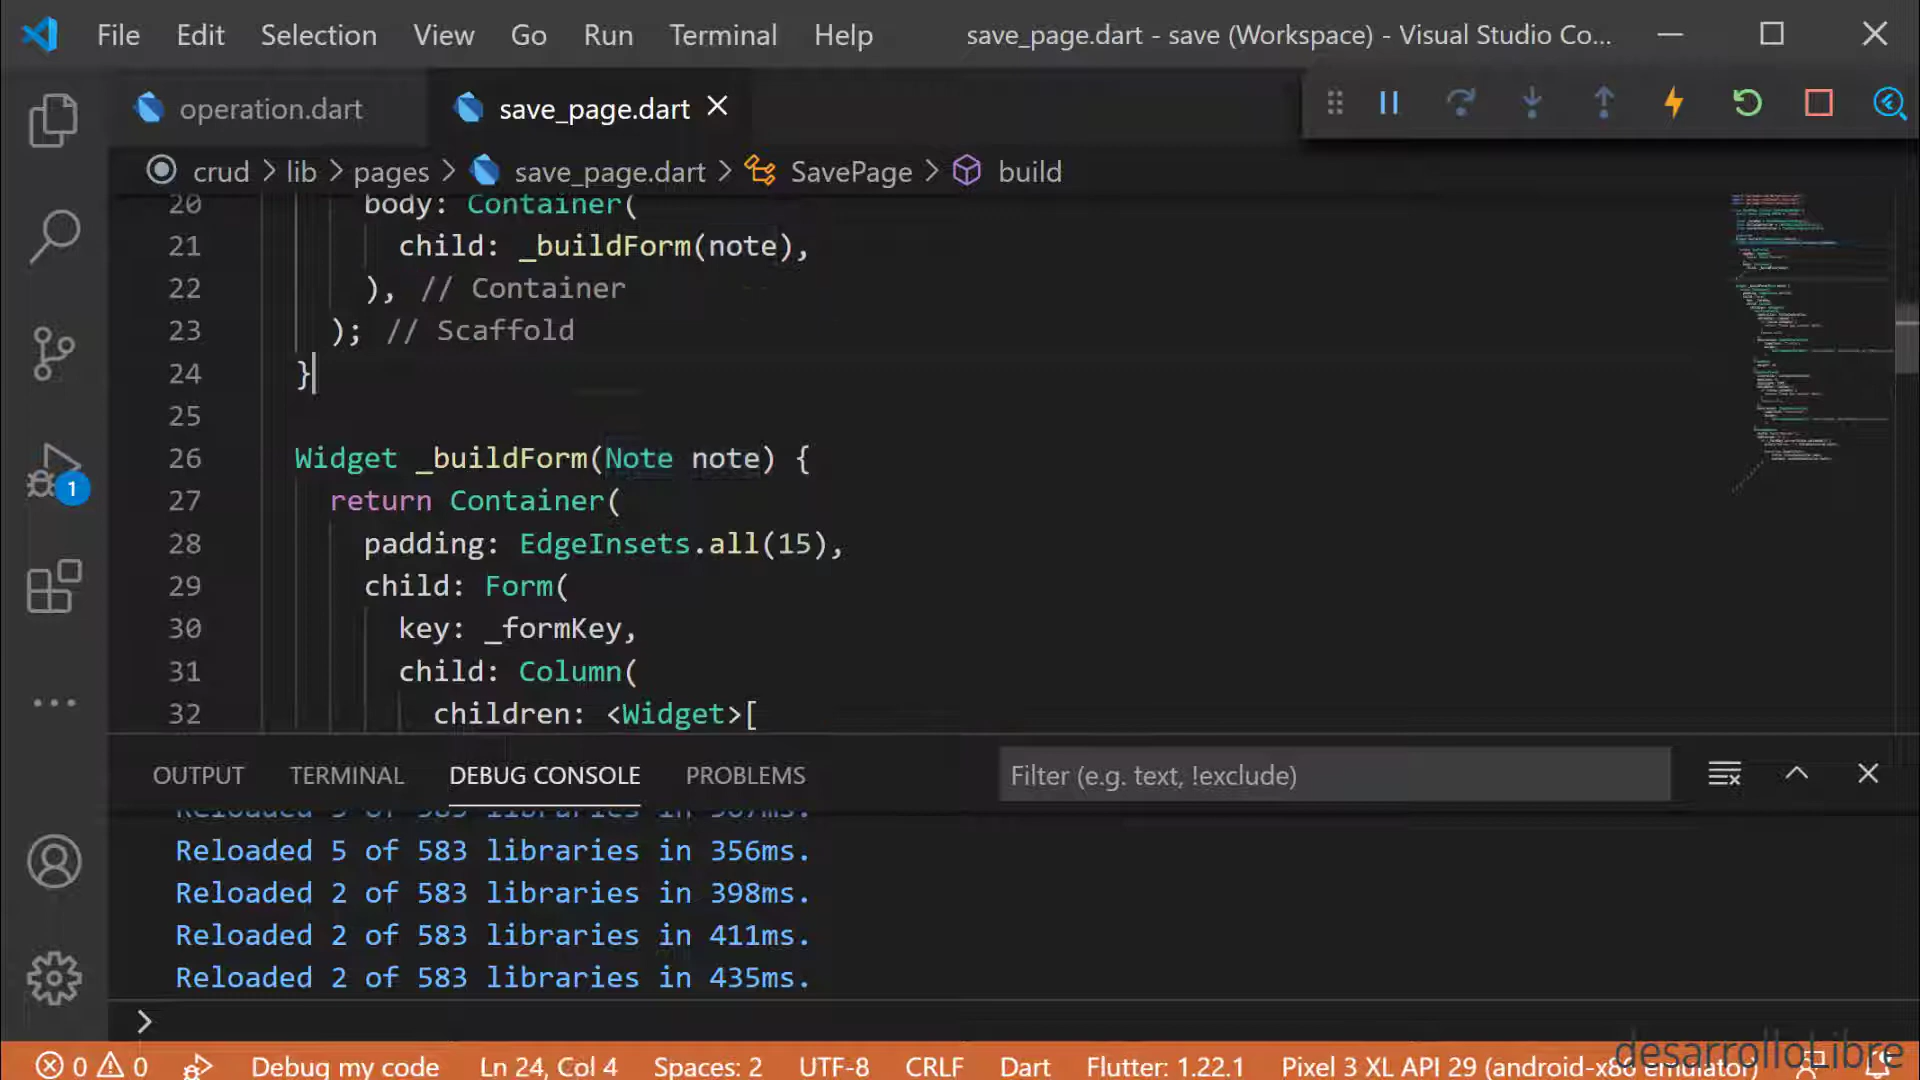 File Edit Selection View Go Run Terminal Help save_page.dart - save (Workspace) - Visual Studio Co...
operation.dart save_page.dart
crud > lib > pages > save_page.dart > SavePage > build
20 body: Container(
21 child: _buildForm(note),
22 ), // Container
23 ); // Scaffold
24 }
25
26 Widget _buildForm(Note note) {
27 return Container(
28 padding: EdgeInsets.all(15),
29 child: Form(
30 key: _formKey,
31 child: Column(
32 children: <Widget>[
1
OUTPUT TERMINAL DEBUG CONSOLE PROBLEMS Filter (e.g. text, !exclude)
Reloaded 5 of 583 libraries in 356ms.
Reloaded 2 of 583 libraries in 398ms.
Reloaded 2 of 583 libraries in 411ms.
Reloaded 2 of 583 libraries in 435ms.
>
0 0 Debug my code Ln 24, Col 4 Spaces: 2 UTF-8 CRLF Dart Flutter: 1.22.1 Pixel 3 XL API 29 (android-x86 emulator)
desarrolloLibre